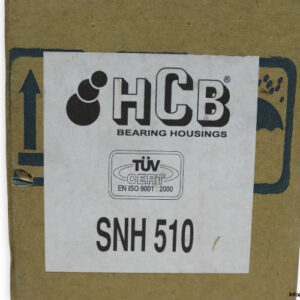 HCB®
BEARING HOUSINGS
TÜV
CERT
EN ISO 9001 : 2000
SNH 510